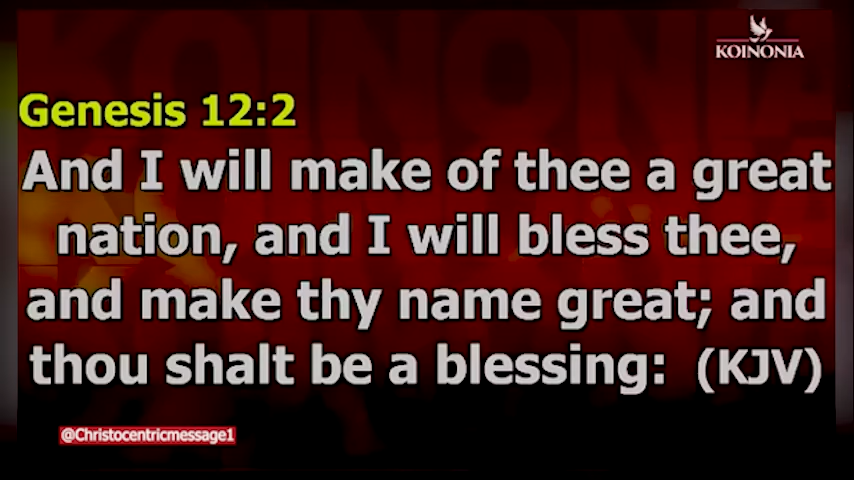 KOINONIA
Genesis 12:2
And I will make of thee a great
nation, and I will bless thee,
and make thy name great; and
thou shalt be a blessing: (KJV)
@Christocentricmessage1